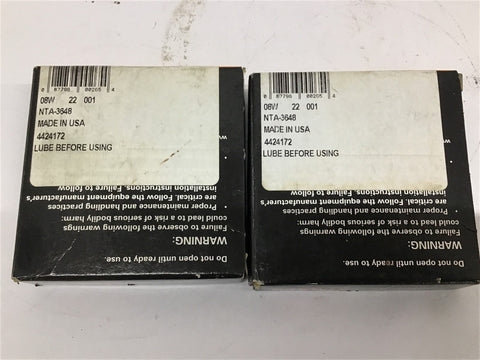 0 87796 00265 4
08W 22 001
NTA-3648
MADE IN USA
4424172
LUBE BEFORE USING
Do not open until ready to use.
WARNING:
Failure to observe the following warnings
could lead to a risk of serious bodily harm:
• Proper maintenance and handling practices
are critical. Follow the equipment manufacturer's
installation instructions. Failure to follow
0 87796 00265 4
08W 22 001
NTA-3648
MADE IN USA
4424172
LUBE BEFORE USING
Do not open until ready to use.
WARNING:
Failure to observe the following warnings
could lead to a risk of serious bodily harm:
• Proper maintenance and handling practices
are critical. Follow the equipment manufacturer's
installation instructions. Failure to follow